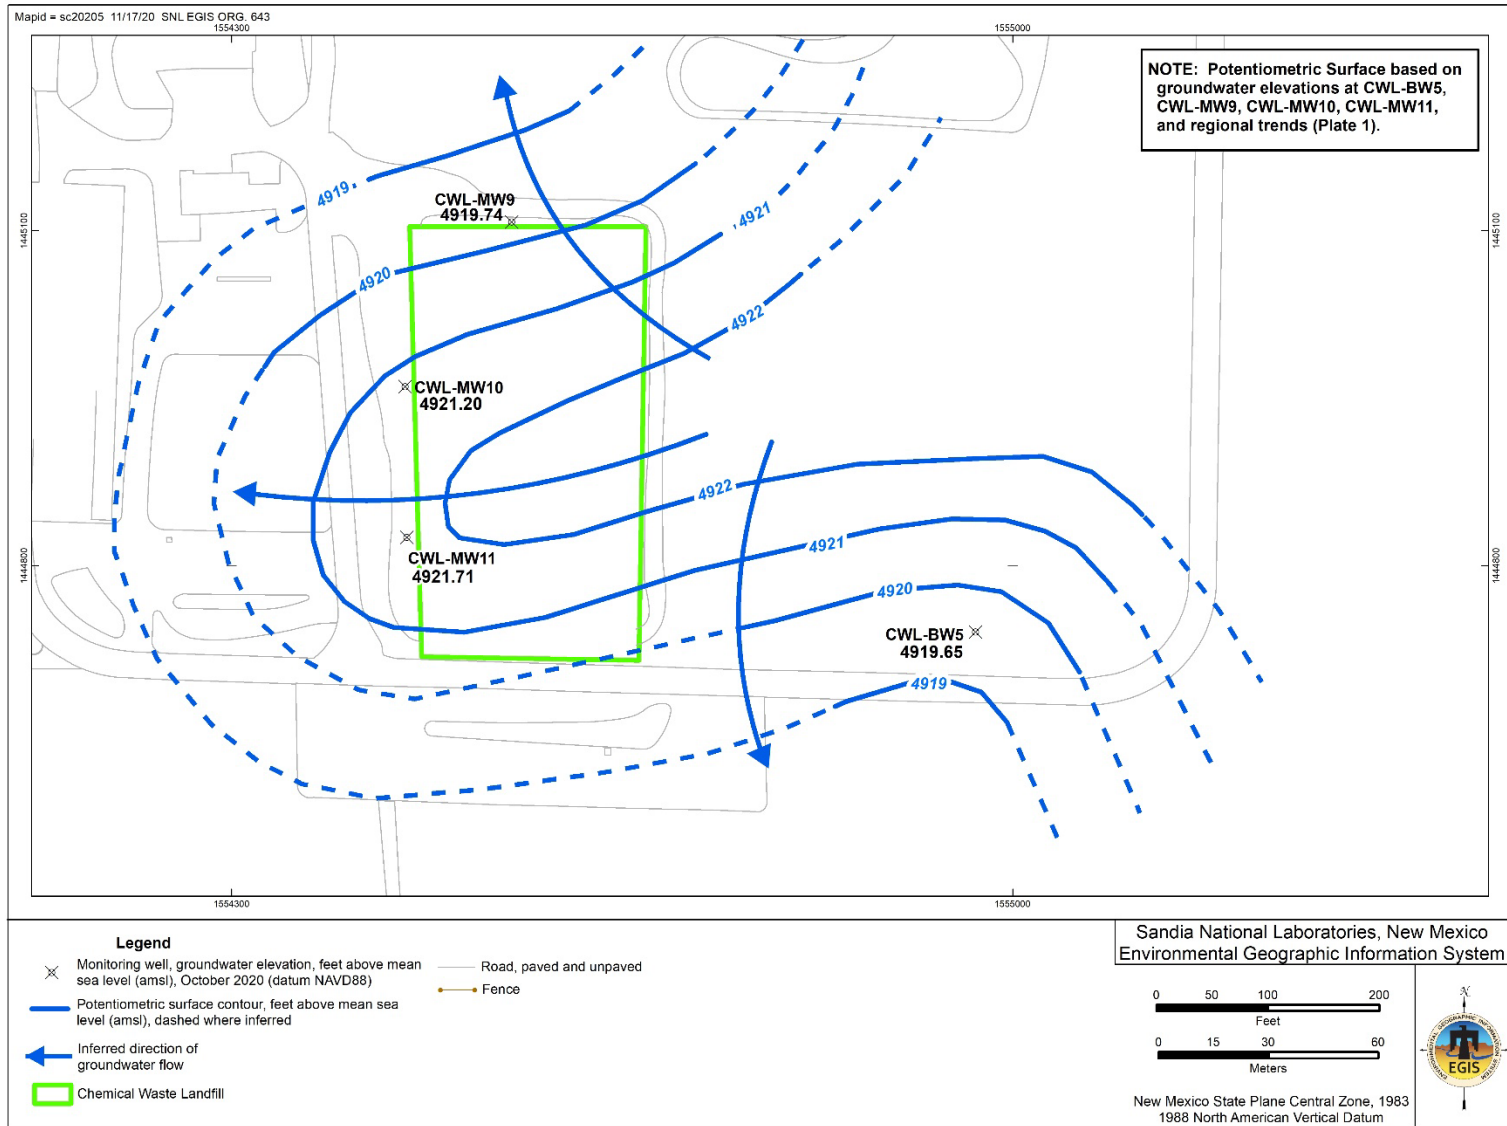 Mapid = sc20205 11/17/20 SNL EGIS ORG. 643
1554300
1555000
NOTE: Potentiometric Surface based on
groundwater elevations at CWL-BW5,
CWL-MW9, CWL-MW10, CWL-MW11,
and regional trends (Plate 1).
1445100
1445100
4919
CWL-MW9
4919.74
4921
4920
4922
CWL-MW10
4921.20
4922
4921
CWL-MW11
4921.71
1444800
1444800
4920
CWL-BW5
4919.65
4919
1554300
1555000
Legend
Monitoring well, groundwater elevation, feet above mean
sea level (amsl), October 2020 (datum NAVD88)
Potentiometric surface contour, feet above mean sea
level (amsl), dashed where inferred
Inferred direction of
groundwater flow
Chemical Waste Landfill
Road, paved and unpaved
Fence
Sandia National Laboratories, New Mexico
Environmental Geographic Information System
0 50 100 200
Feet
0 15 30 60
Meters
New Mexico State Plane Central Zone, 1983
1988 North American Vertical Datum
N
ENVIRONMENTAL GEOGRAPHIC INFORMATION SYSTEM
EGIS